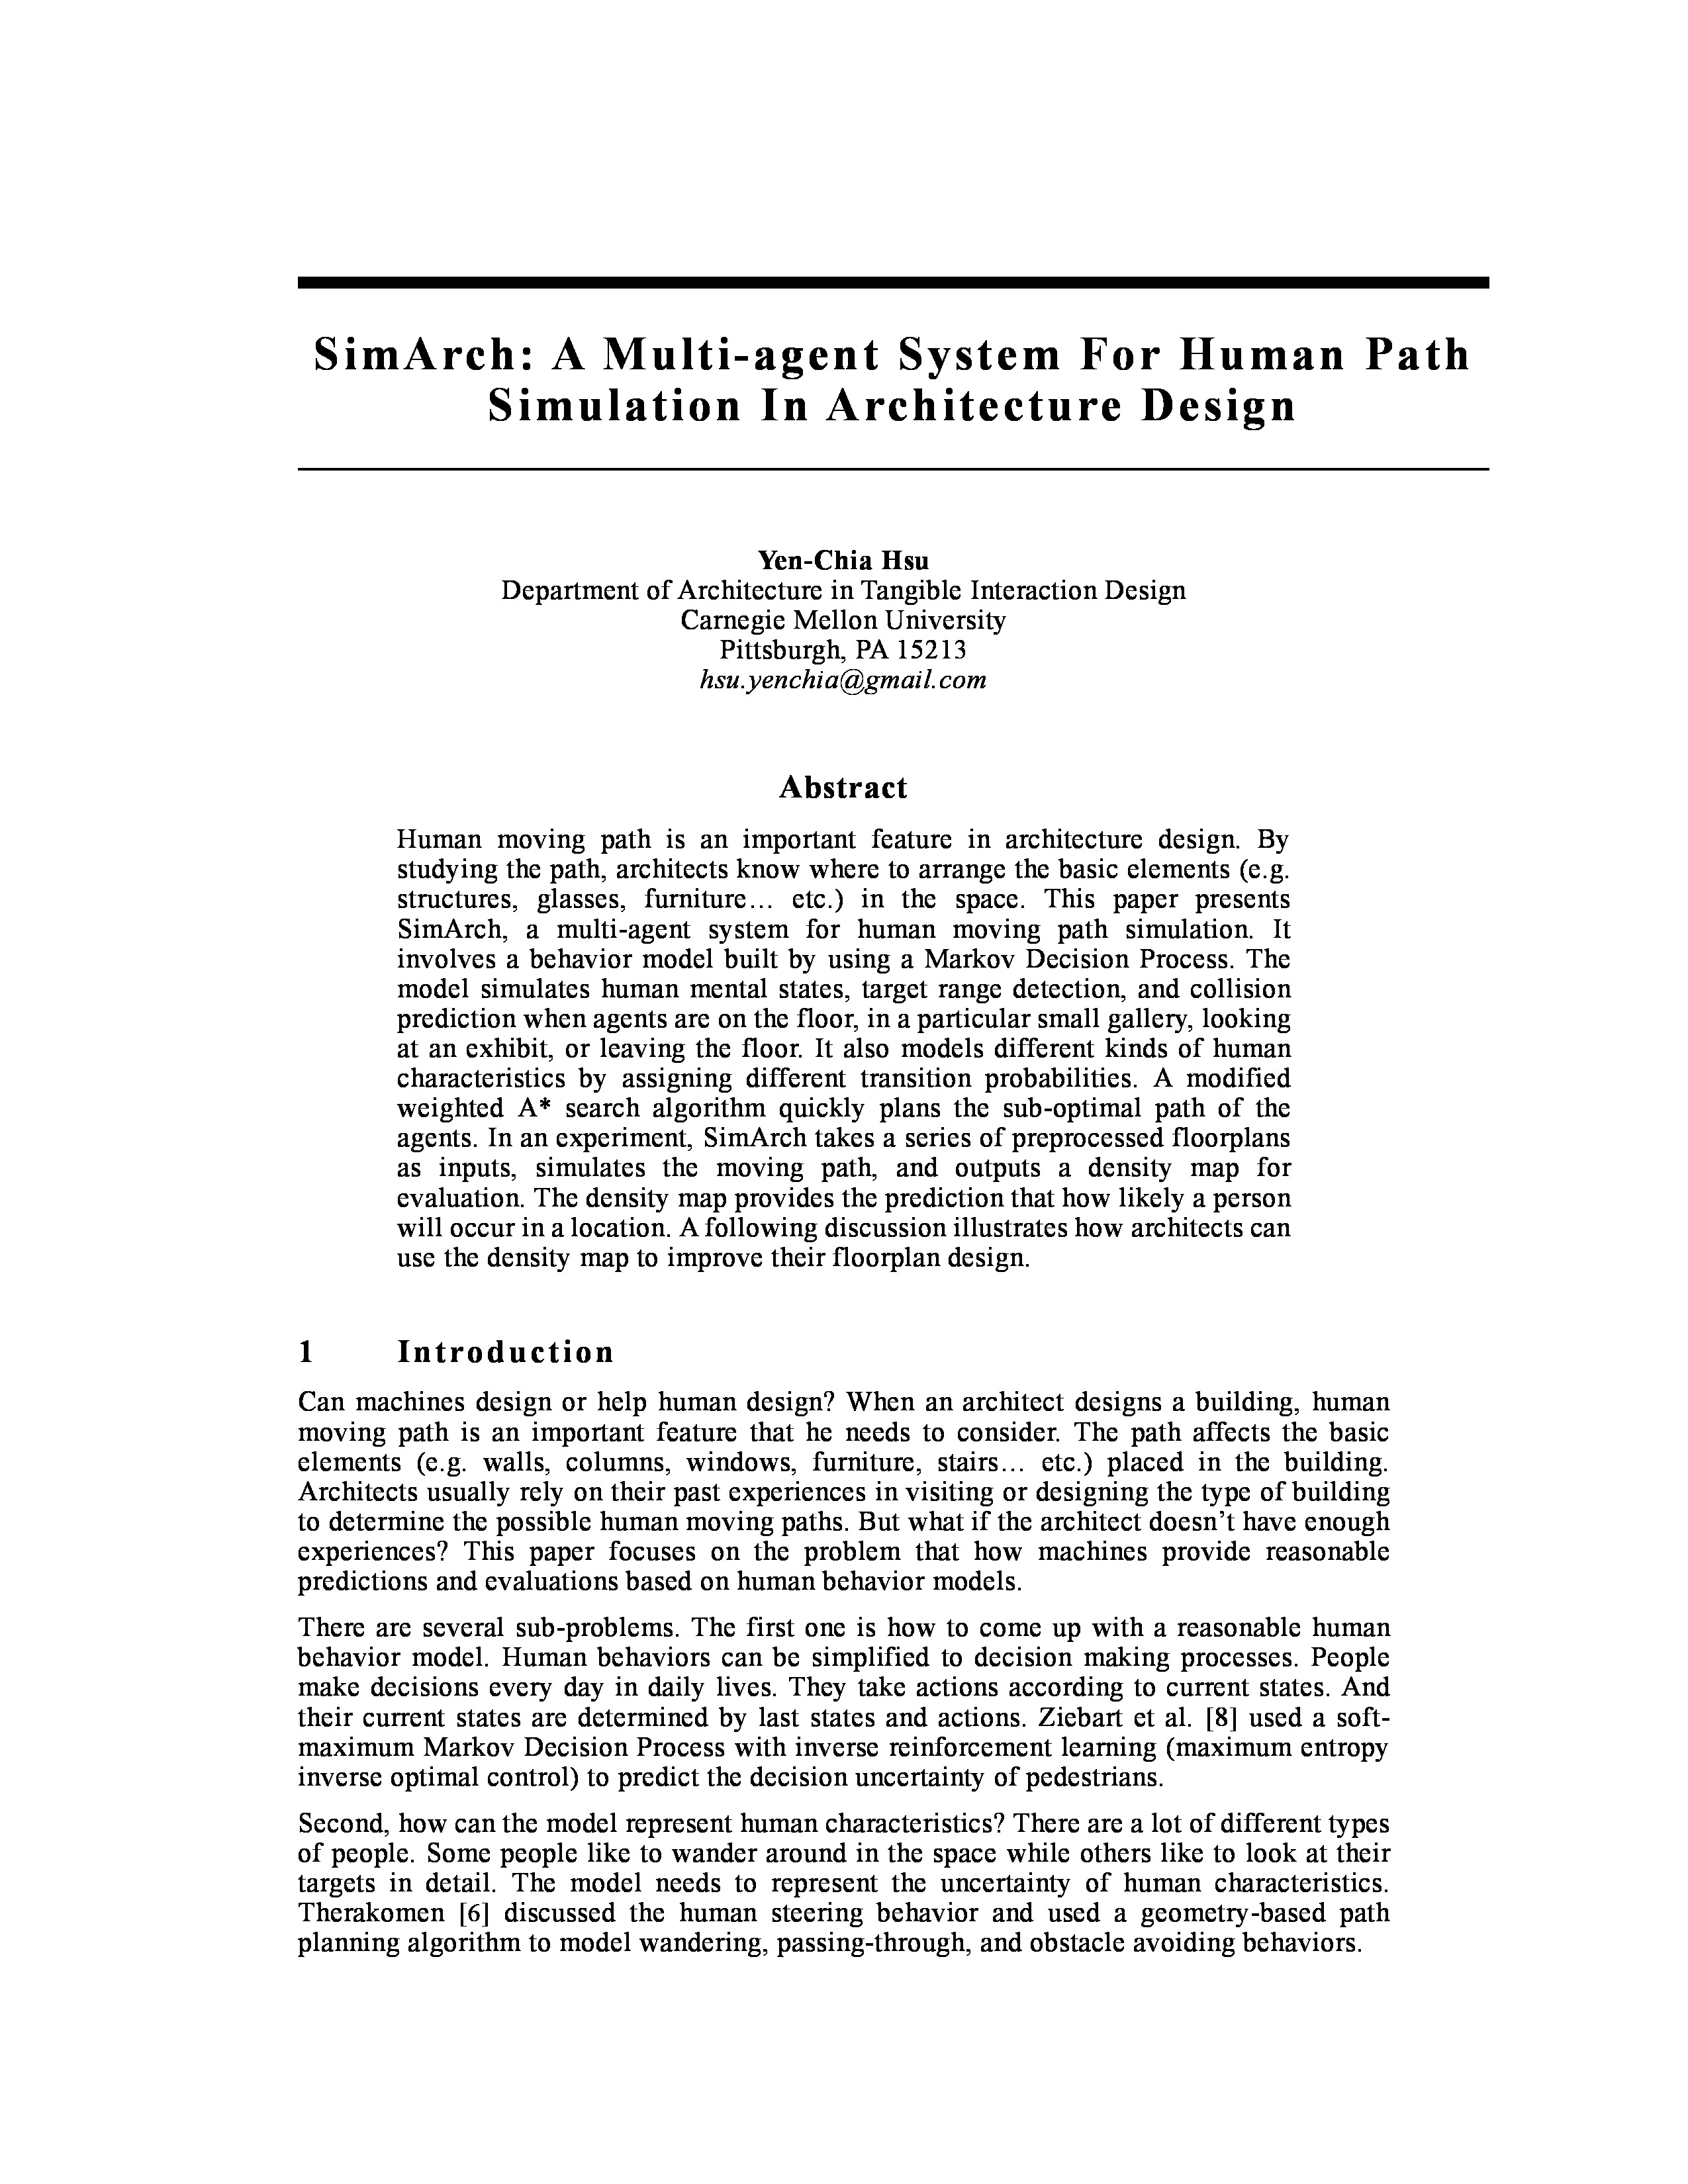 SimArch: A Multi-agent System For Human Path
Simulation In Architecture Design
Yen-Chia Hsu
Department of Architecture in Tangible Interaction Design
Carnegie Mellon University
Pittsburgh, PA 15213
hsu.yenchia@gmail.com
Abstract
Human moving path is an important feature in architecture design. By
studying the path, architects know where to arrange the basic elements (e.g.
structures, glasses, furniture… etc.) in the space. This paper presents
SimArch, a multi-agent system for human moving path simulation. It
involves a behavior model built by using a Markov Decision Process. The
model simulates human mental states, target range detection, and collision
prediction when agents are on the floor, in a particular small gallery, looking
at an exhibit, or leaving the floor. It also models different kinds of human
characteristics by assigning different transition probabilities. A modified
weighted A* search algorithm quickly plans the sub-optimal path of the
agents. In an experiment, SimArch takes a series of preprocessed floorplans
as inputs, simulates the moving path, and outputs a density map for
evaluation. The density map provides the prediction that how likely a person
will occur in a location. A following discussion illustrates how architects can
use the density map to improve their floorplan design.
1 Introduction
Can machines design or help human design? When an architect designs a building, human
moving path is an important feature that he needs to consider. The path affects the basic
elements (e.g. walls, columns, windows, furniture, stairs… etc.) placed in the building.
Architects usually rely on their past experiences in visiting or designing the type of building
to determine the possible human moving paths. But what if the architect doesn’t have enough
experiences? This paper focuses on the problem that how machines provide reasonable
predictions and evaluations based on human behavior models.
There are several sub-problems. The first one is how to come up with a reasonable human
behavior model. Human behaviors can be simplified to decision making processes. People
make decisions every day in daily lives. They take actions according to current states. And
their current states are determined by last states and actions. Ziebart et al. [8] used a soft-
maximum Markov Decision Process with inverse reinforcement learning (maximum entropy
inverse optimal control) to predict the decision uncertainty of pedestrians.
Second, how can the model represent human characteristics? There are a lot of different types
of people. Some people like to wander around in the space while others like to look at their
targets in detail. The model needs to represent the uncertainty of human characteristics.
Therakomen [6] discussed the human steering behavior and used a geometry-based path
planning algorithm to model wandering, passing-through, and obstacle avoiding behaviors.